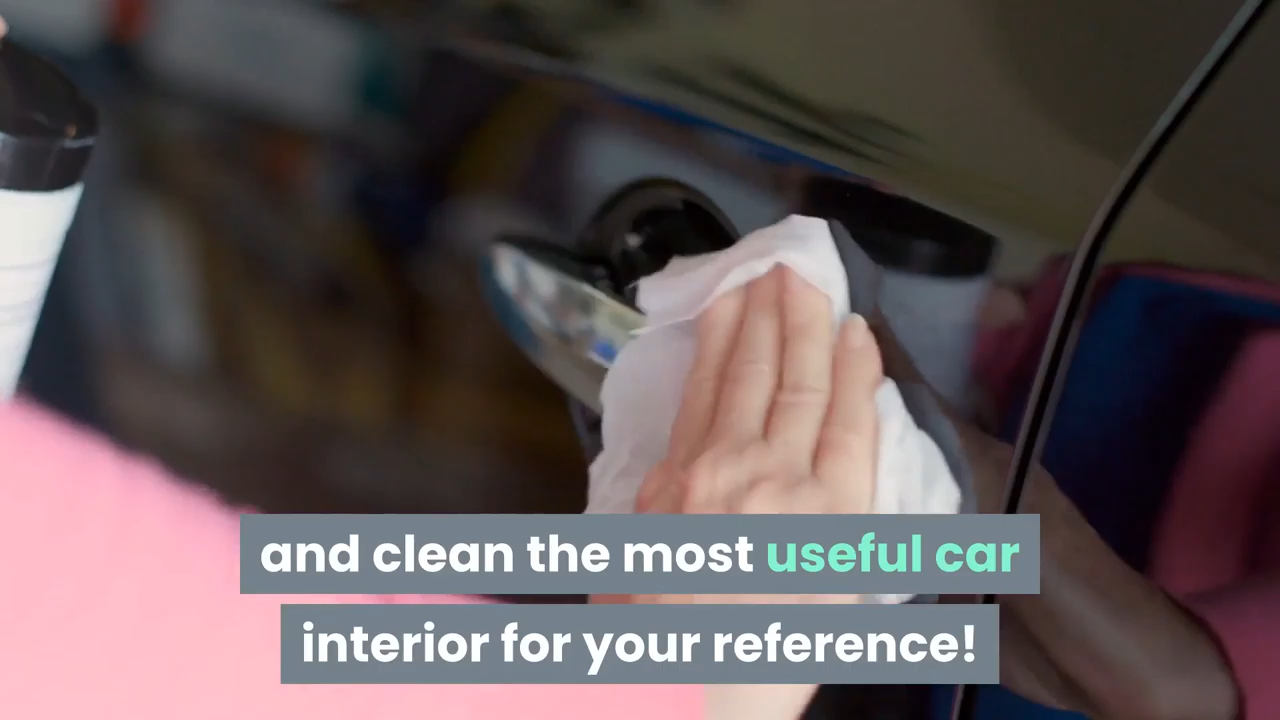 and clean the most useful car
interior for your reference!